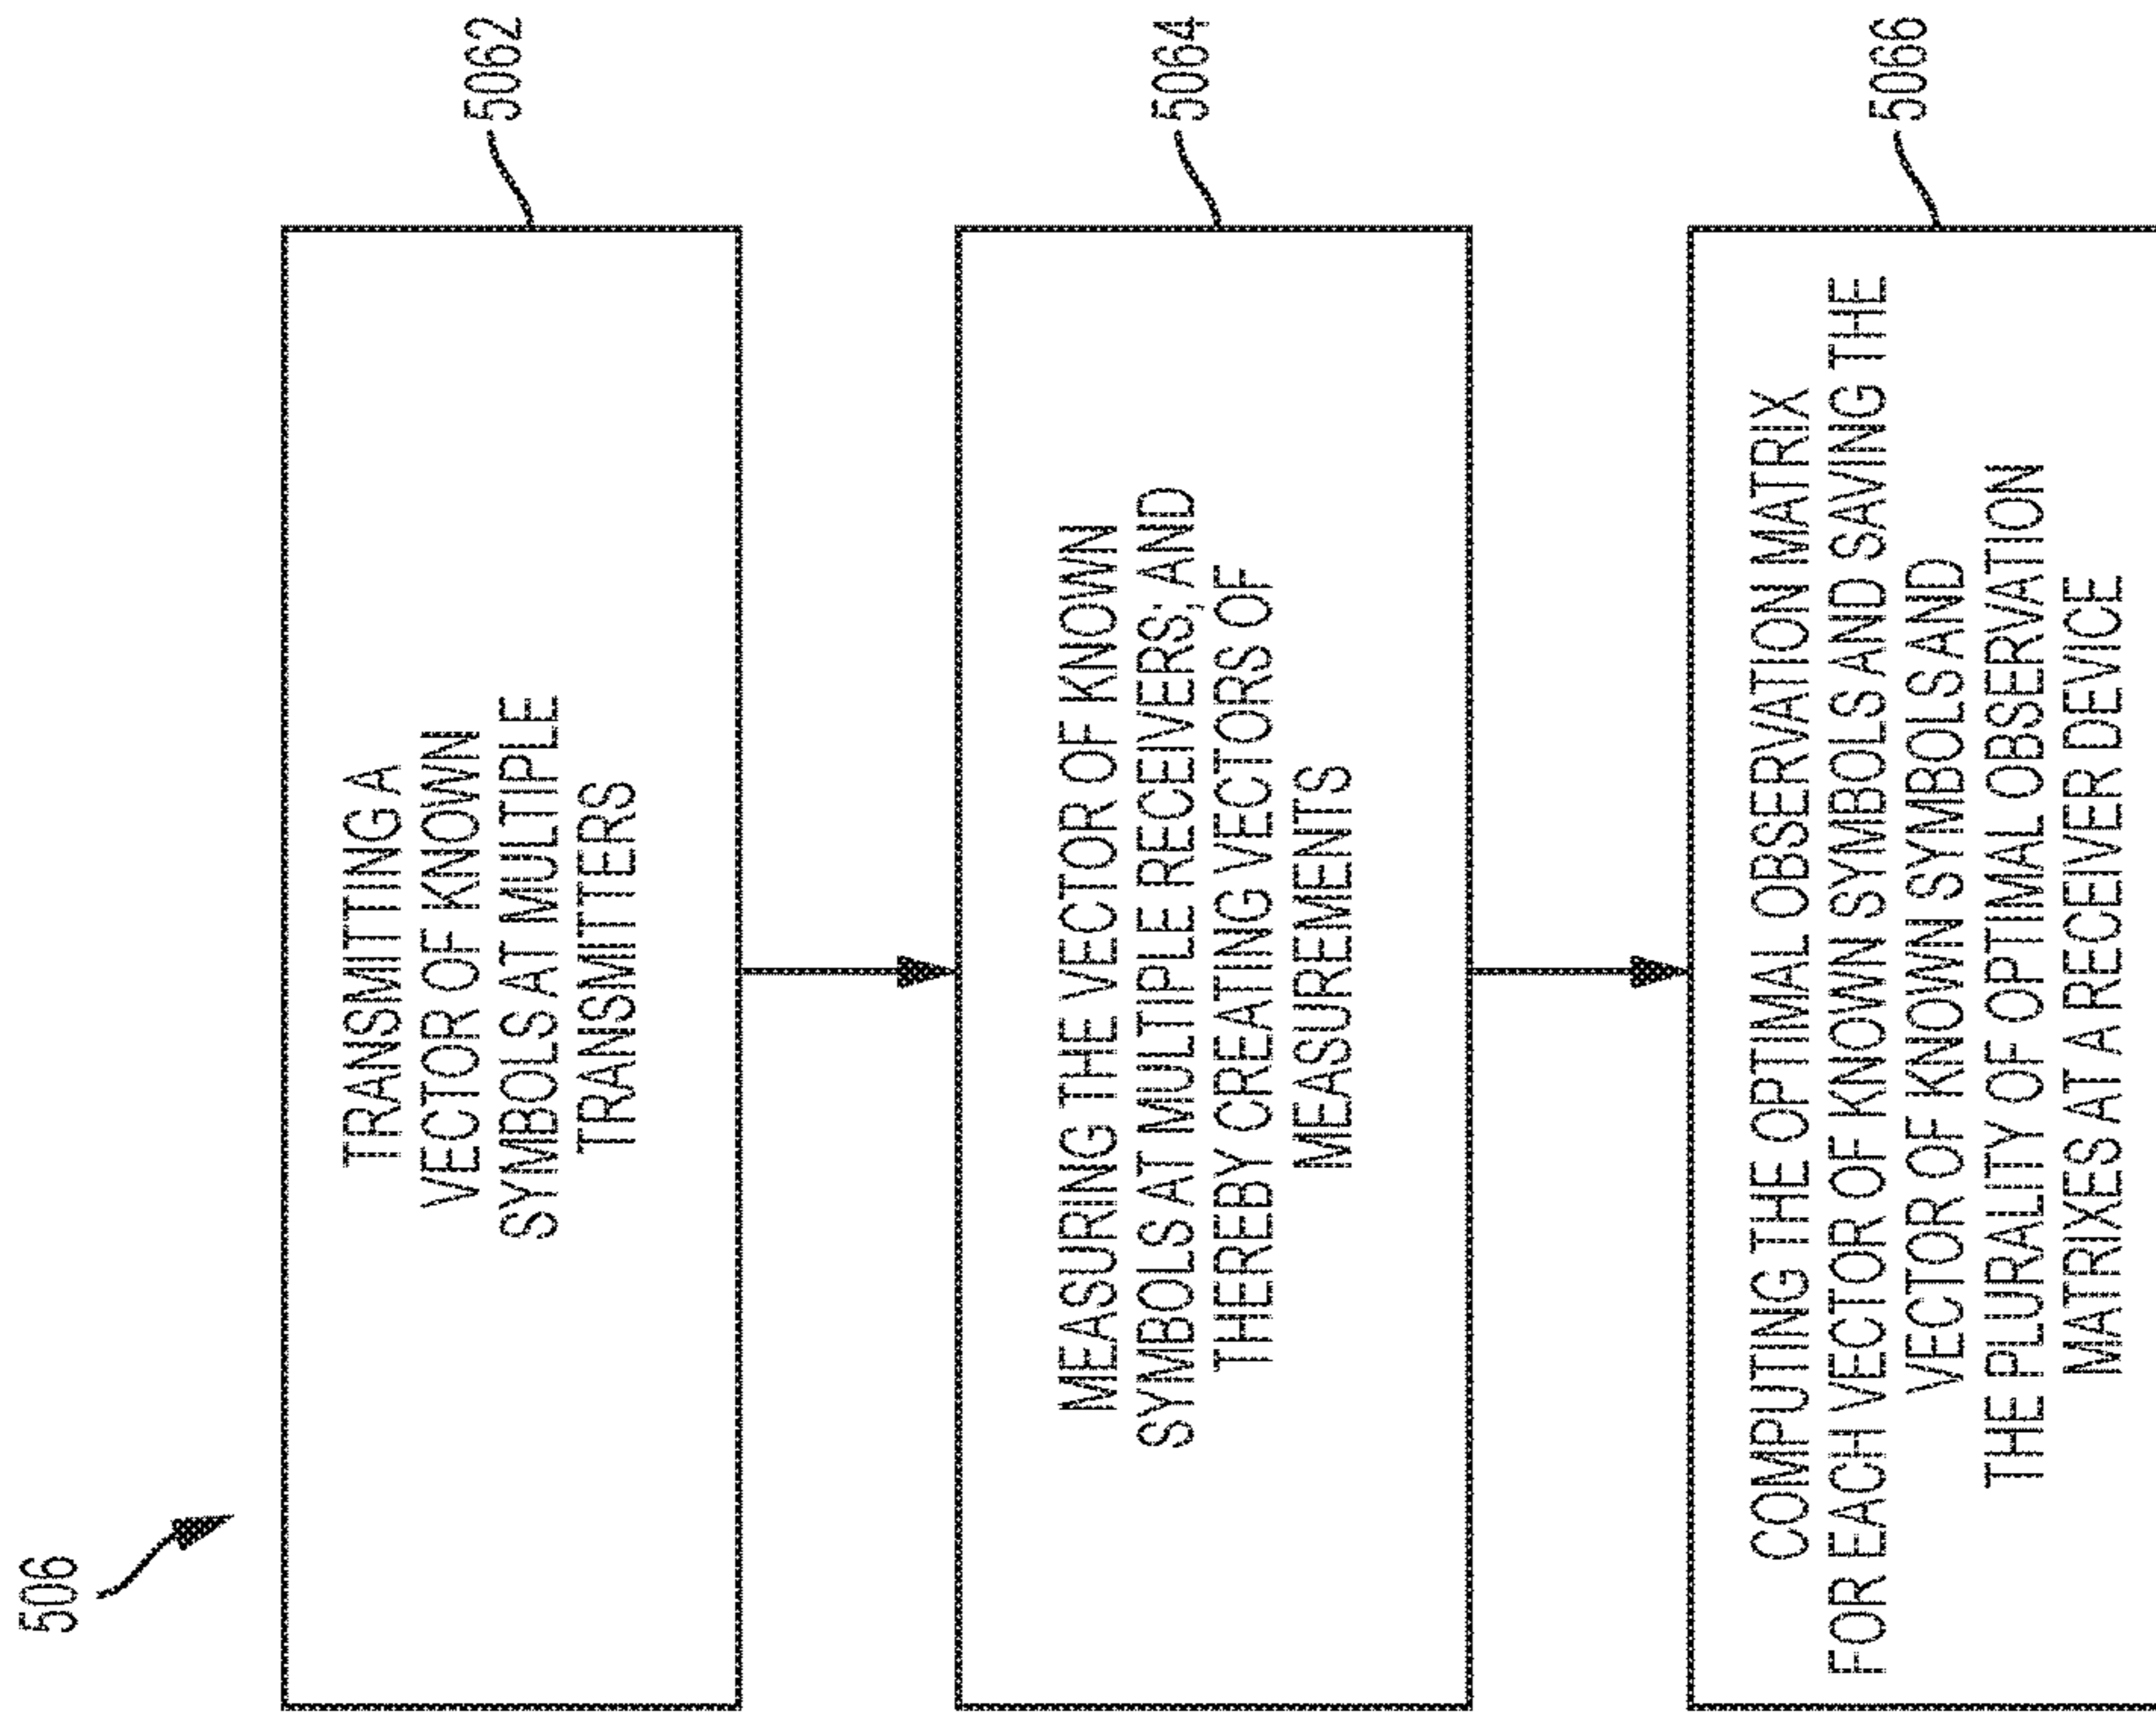 506
TRANSMITTING A
VECTOR OF KNOWN
SYMBOLS AT MULTIPLE
TRANSMITTERS
5062
MEASURING THE VECTOR OF KNOWN
SYMBOLS AT MULTIPLE RECEIVERS; AND
THEREBY CREATING VECTORS OF
MEASUREMENTS
5064
COMPUTING THE OPTIMAL OBSERVATION MATRIX
FOR EACH VECTOR OF KNOWN SYMBOLS AND SAVING THE
VECTOR OF KNOWN SYMBOLS AND
THE PLURALITY OF OPTIMAL OBSERVATION
MATRIXES AT A RECEIVER DEVICE
5066